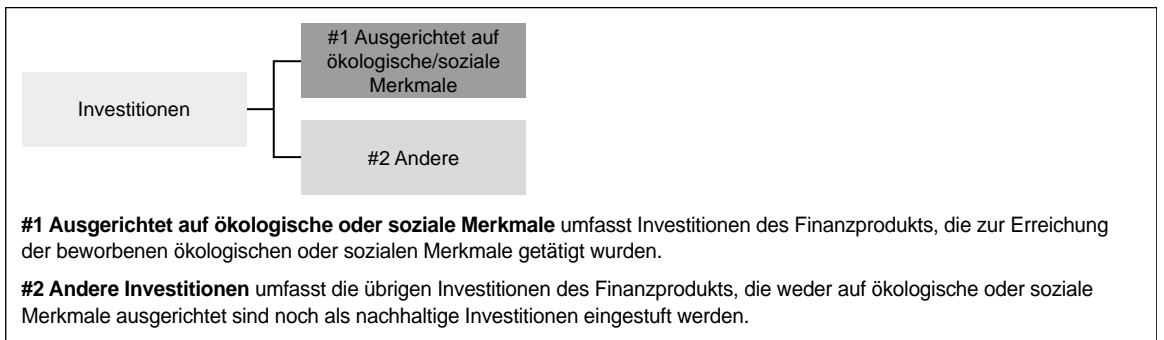 #1 Ausgerichtet auf
ökologische/soziale
Merkmale
Investitionen
#2 Andere
#1 Ausgerichtet auf ökologische oder soziale Merkmale umfasst Investitionen des Finanzprodukts, die zur Erreichung
der beworbenen ökologischen oder sozialen Merkmale getätigt wurden.
#2 Andere Investitionen umfasst die übrigen Investitionen des Finanzprodukts, die weder auf ökologische oder soziale
Merkmale ausgerichtet sind noch als nachhaltige Investitionen eingestuft werden.